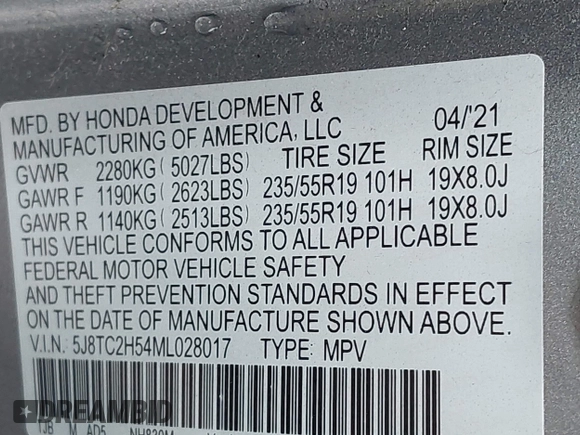 MFD. BY HONDA DEVELOPMENT &
MANUFACTURING OF AMERICA, LLC 04/'21
GVWR 2280KG ( 5027LBS) TIRE SIZE RIM SIZE
GAWR F 1190KG ( 2623LBS) 235/55R19 101H 19X8.0J
GAWR R 1140KG ( 2513LBS) 235/55R19 101H 19X8.0J
THIS VEHICLE CONFORMS TO ALL APPLICABLE
FEDERAL MOTOR VEHICLE SAFETY
AND THEFT PREVENTION STANDARDS IN EFFECT
ON THE DATE OF MANUFACTURE SHOWN ABOVE.
V.I.N.: 5J8TC2H54ML028017 TYPE: MPV
TJB M AD5 NH830M
DREAMBID